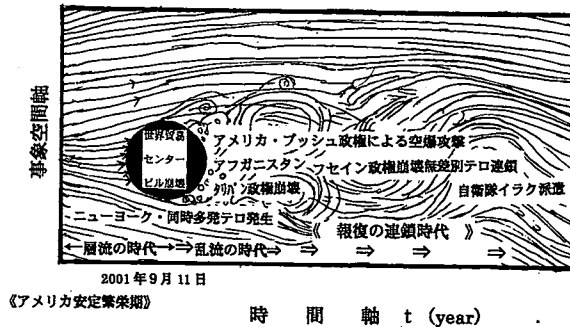 事象空間軸
世界貿易
センター
ビル崩壊
アメリカ・ブッシュ政権による空爆攻撃
アフガニスタン フセイン政権崩壊無差別テロ連鎖
タリバン政権崩壊
自衛隊イラク派遣
ニューヨーク・同時多発テロ発生
《 報復の連鎖時代 》
←層流の時代→⇒乱流の時代⇒ ⇒ ⇒ ⇒ ⇒
2001年9月11日
《アメリカ安定繁栄期》
時 間 軸 t (year) .